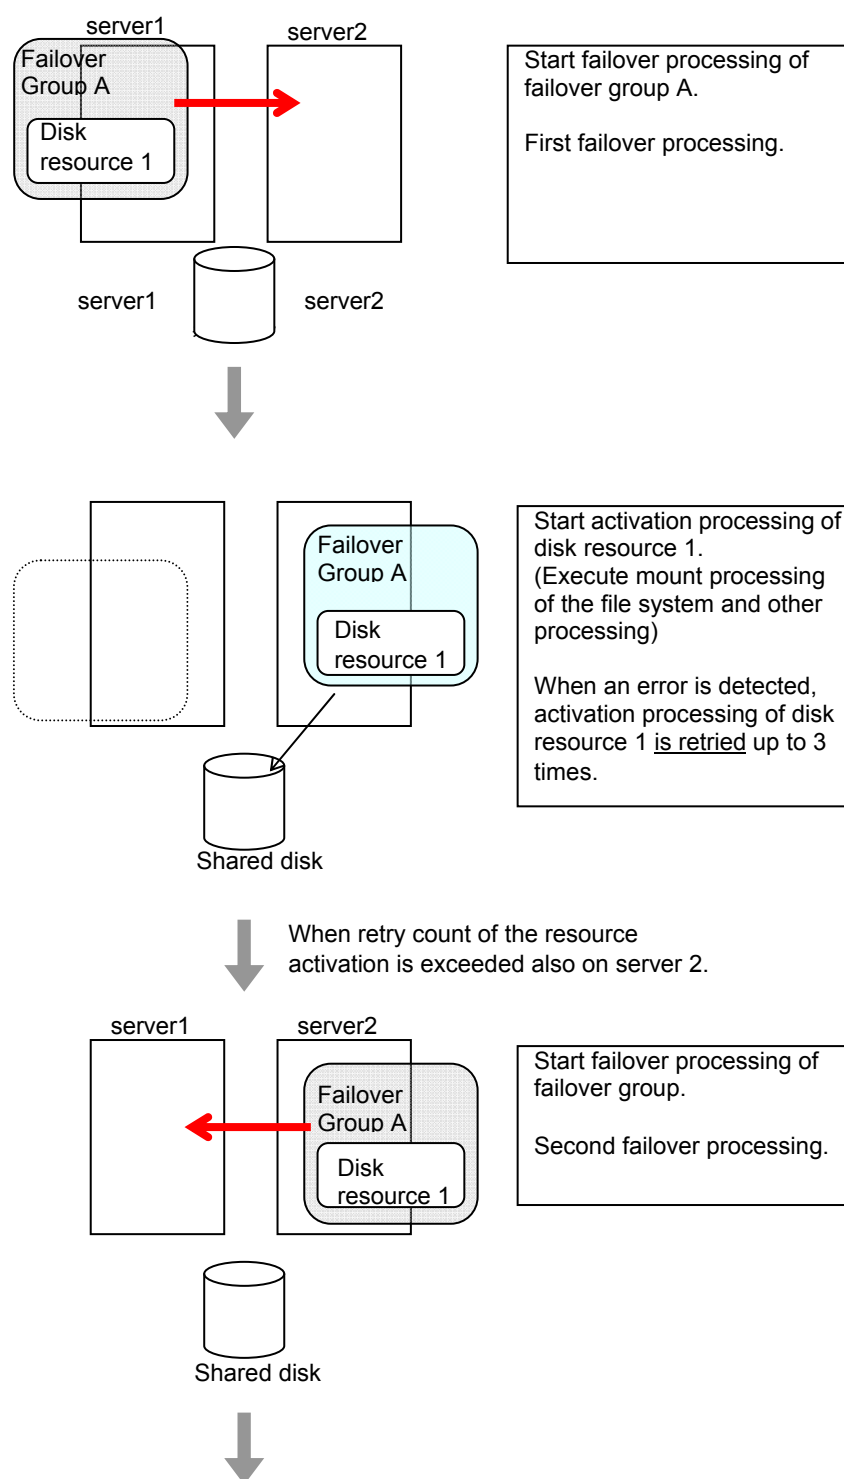 server1
server2
Failover
Group A
Disk
resource 1
Start failover processing of
failover group A.
First failover processing.
server1
server2
Failover
Group A
Disk
resource 1
Start activation processing of
disk resource 1.
(Execute mount processing
of the file system and other
processing)
When an error is detected,
activation processing of disk
resource 1 is retried up to 3
times.
Shared disk
When retry count of the resource
activation is exceeded also on server 2.
server1
server2
Failover
Group A
Disk
resource 1
Start failover processing of
failover group.
Second failover processing.
Shared disk